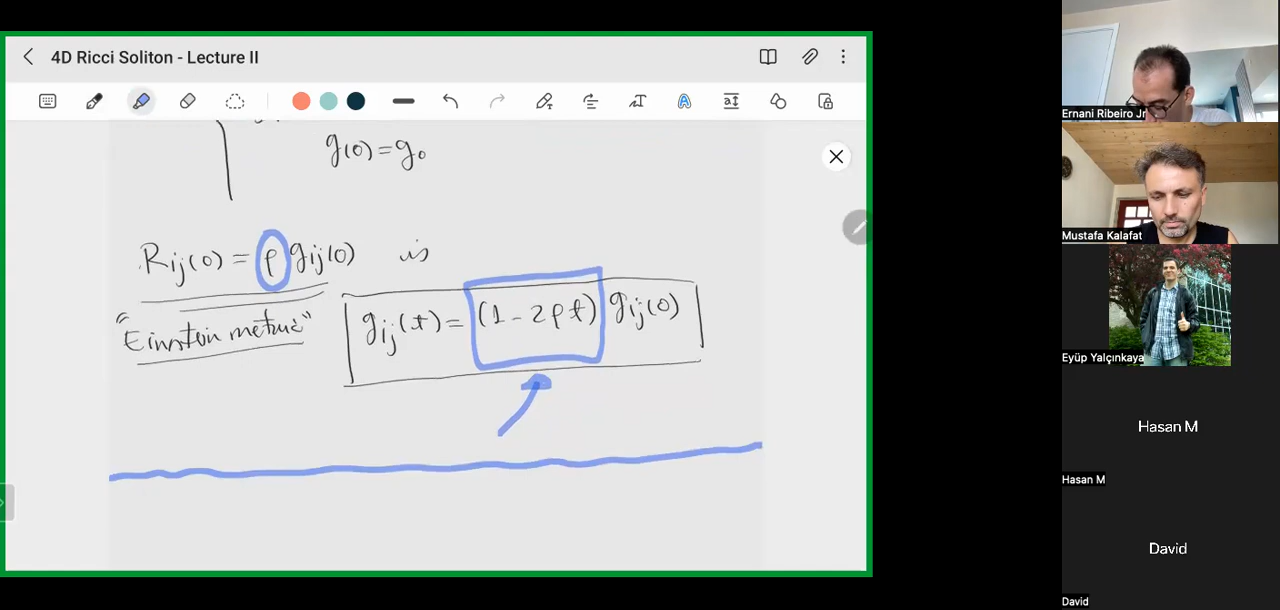 4D Ricci Soliton - Lecture II
g(0) = g₀
Rij(0) = ρ gij(0) is
"Einstein metric"
gij(t) = (1 - 2ρt) gij(0)
Ernani Ribeiro Jr
Mustafa Kalafat
Eyüp Yalçınkaya
Hasan M
Hasan M
David
David